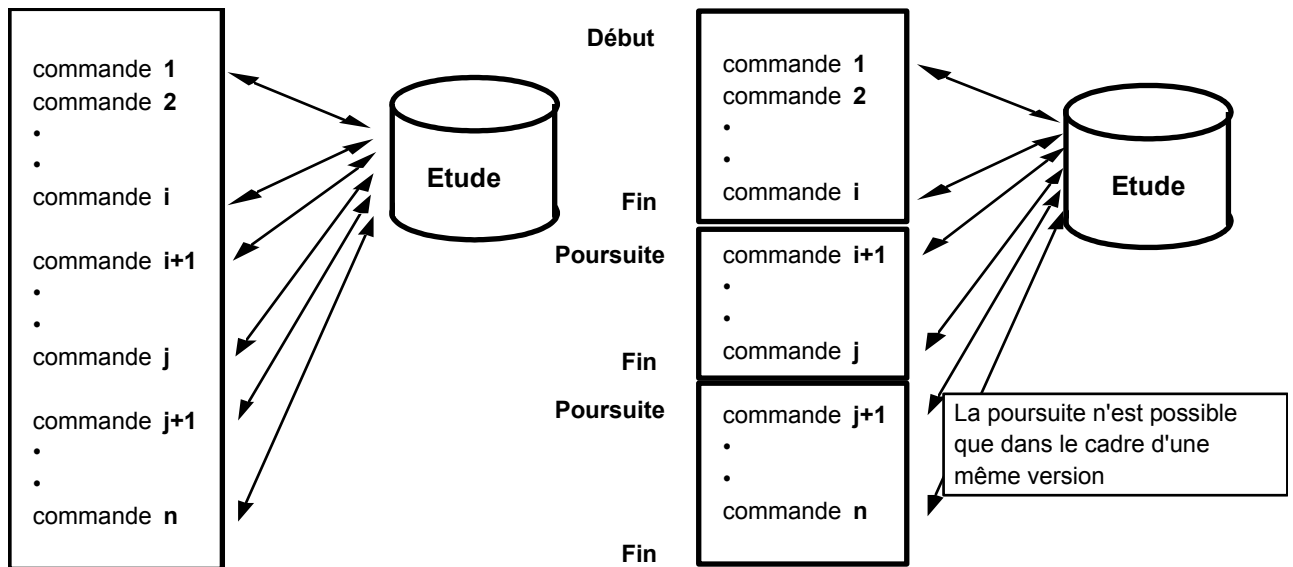 commande 1
commande 2
•
•
commande i
commande i+1
•
•
commande j
commande j+1
•
•
commande n
Etude
Début
commande 1
commande 2
•
•
commande i
Fin
Poursuite
commande i+1
•
•
commande j
Fin
Poursuite
commande j+1
•
•
commande n
Fin
Etude
La poursuite n'est possible
que dans le cadre d'une
même version